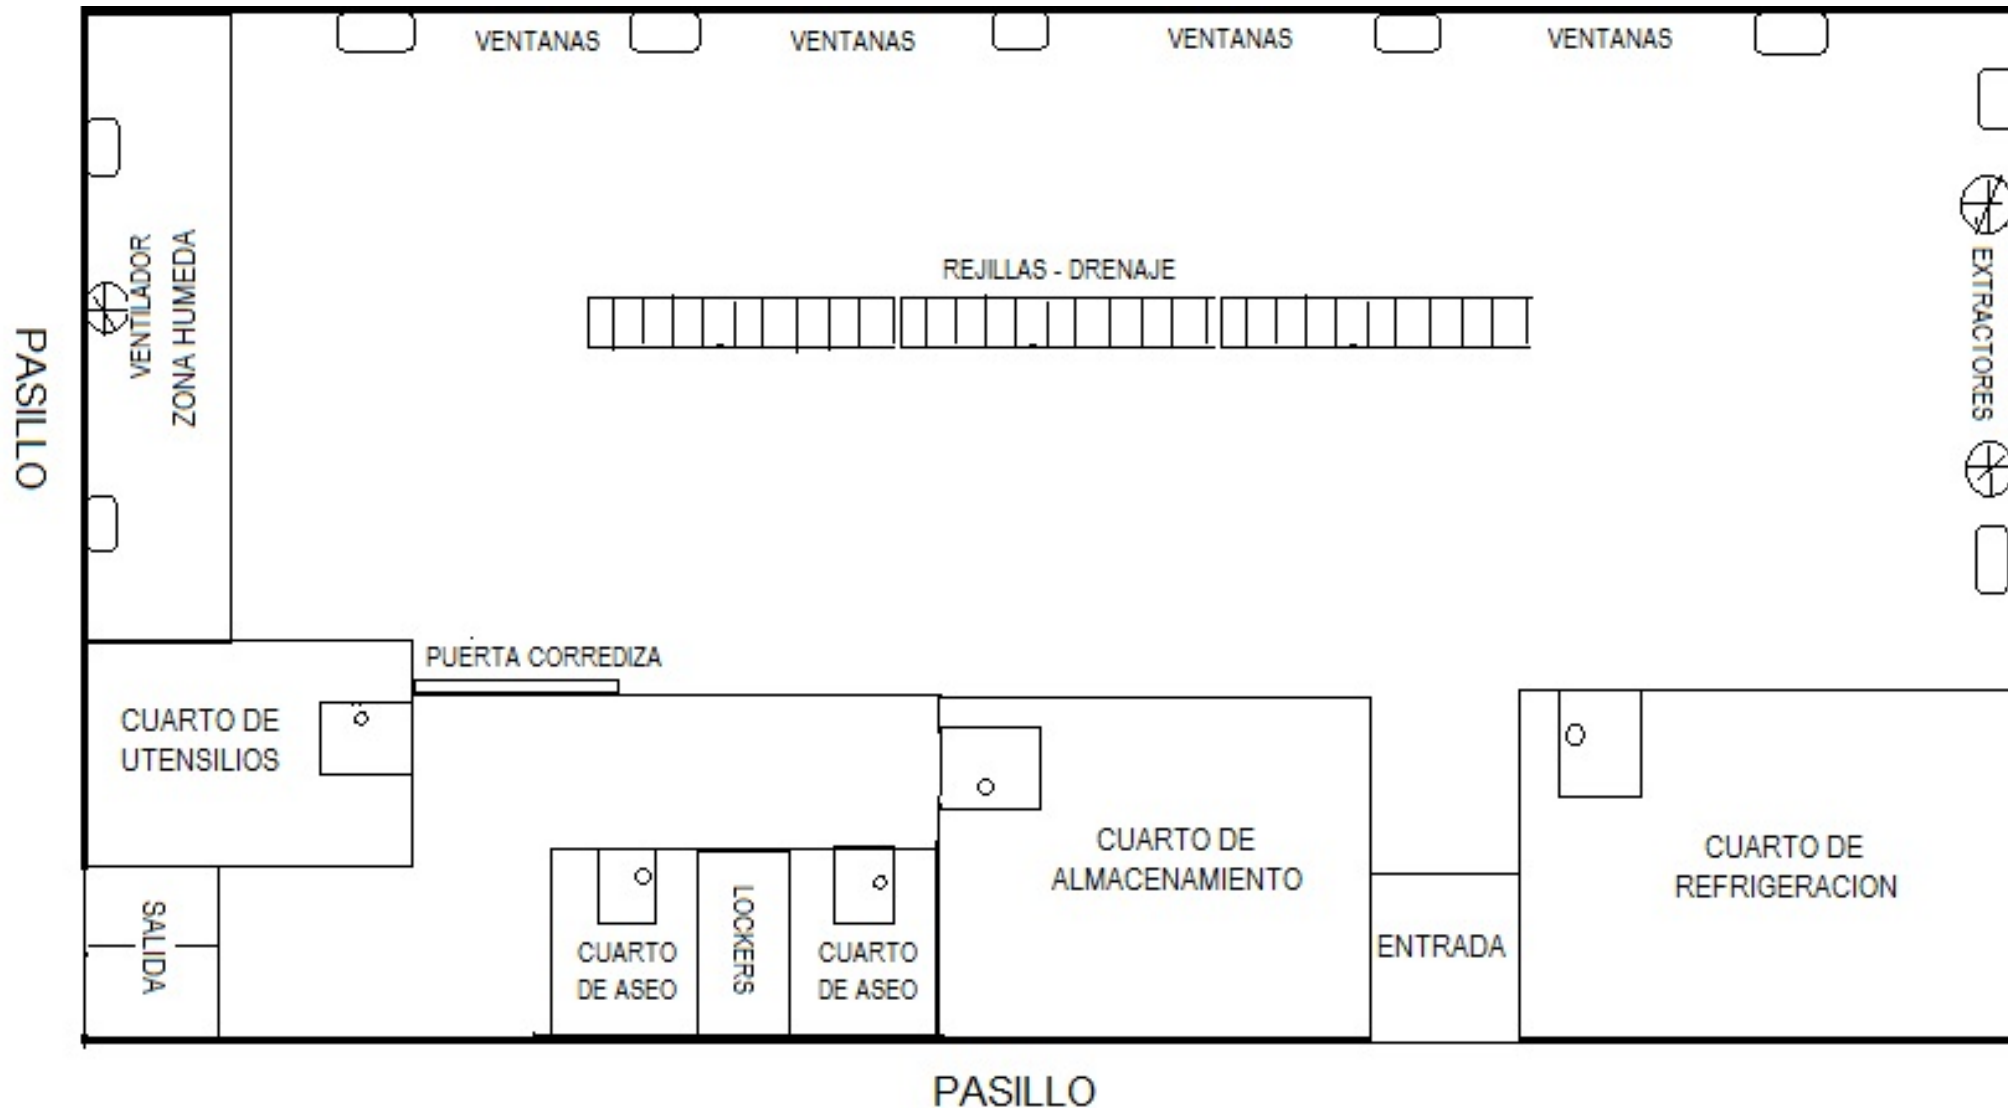 VENTANAS
VENTANAS
VENTANAS
VENTANAS
VENTILADOR
ZONA HUMEDA
REJILLAS - DRENAJE
EXTRACTORES
PASILLO
PUERTA CORREDIZA
CUARTO DE
UTENSILIOS
CUARTO DE
ALMACENAMIENTO
CUARTO DE
REFRIGERACION
SALIDA
CUARTO
DE ASEO
LOCKERS
CUARTO
DE ASEO
ENTRADA
PASILLO